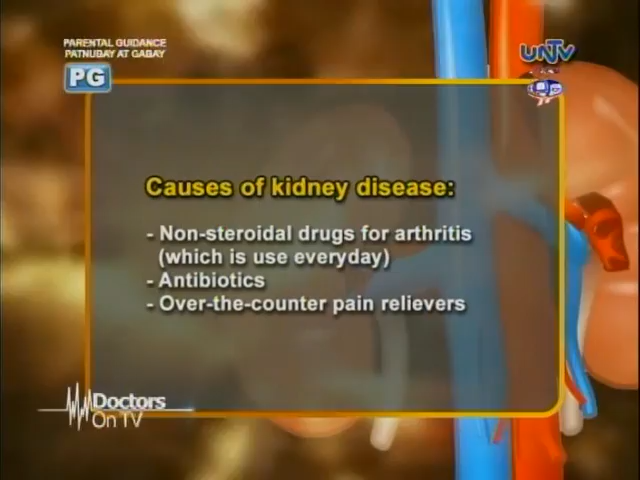 PARENTAL GUIDANCE
PATNUBAY AT GABAY
PG
UNTV
Causes of kidney disease:
- Non-steroidal drugs for arthritis
(which is use everyday)
- Antibiotics
- Over-the-counter pain relievers
Doctors
On TV